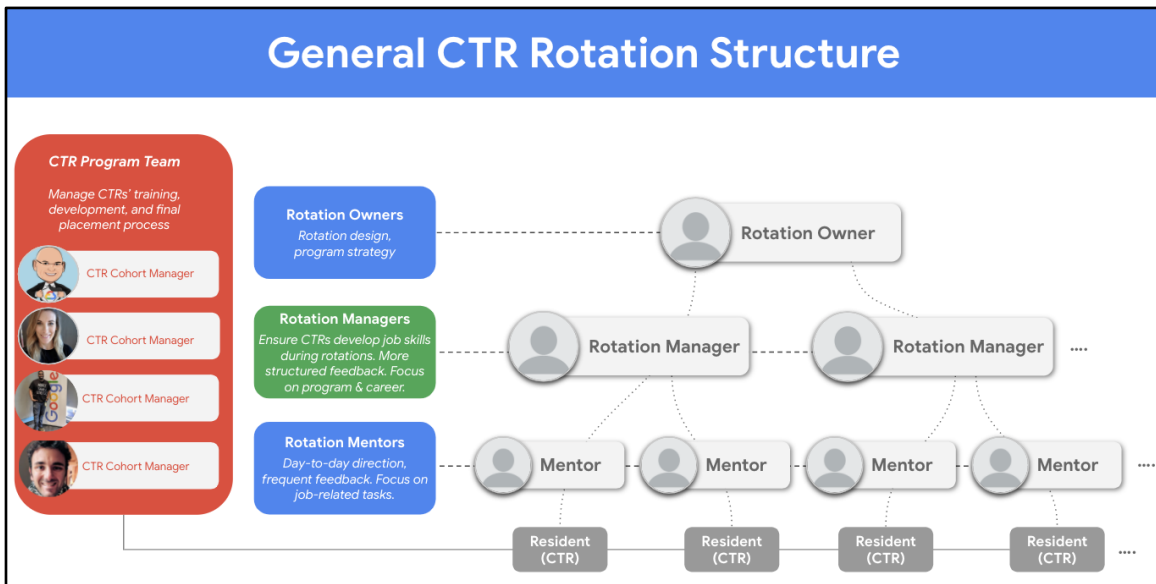 General CTR Rotation Structure
CTR Program Team
Manage CTRs' training,
development, and final
placement process
CTR Cohort Manager
CTR Cohort Manager
Google
CTR Cohort Manager
CTR Cohort Manager
Rotation Owners
Rotation design,
program strategy
Rotation Owner
Rotation Managers
Ensure CTRs develop job skills
during rotations. More
structured feedback. Focus
on program & career.
Rotation Manager
Rotation Manager
....
Rotation Mentors
Day-to-day direction,
frequent feedback. Focus on
job-related tasks.
Mentor
Mentor
Mentor
Mentor
....
Resident
(CTR)
Resident
(CTR)
Resident
(CTR)
Resident
(CTR)
....